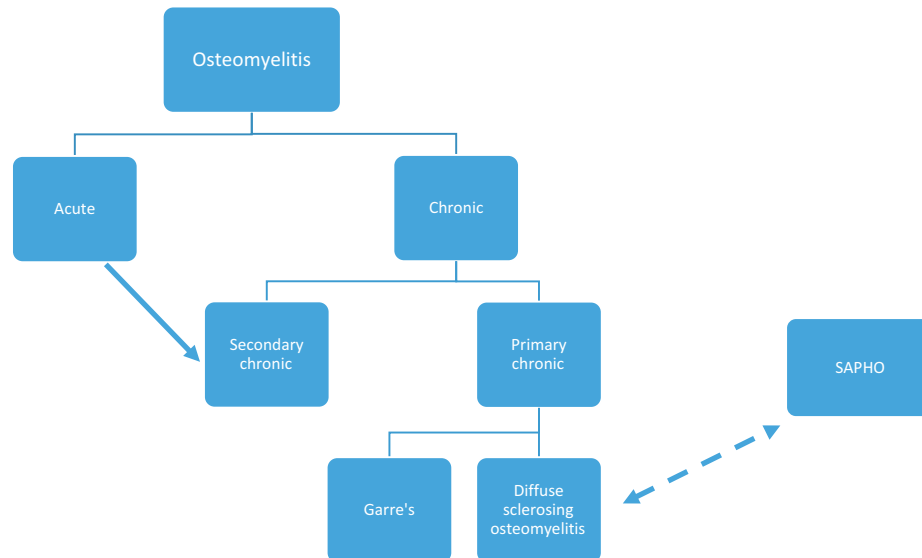 Osteomyelitis
Acute
Chronic
Secondary
chronic
Primary
chronic
SAPHO
Garre's
Diffuse
sclerosing
osteomyelitis